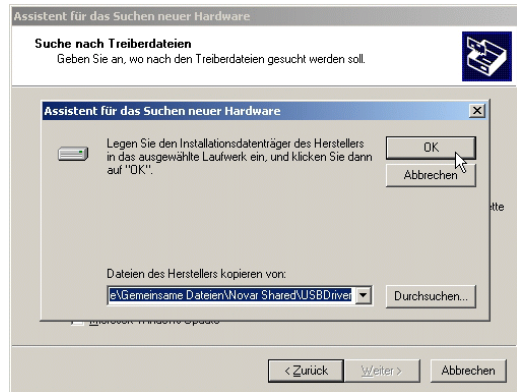 Assistent für das Suchen neuer Hardware
Suche nach Treiberdateien
Geben Sie an, wo nach den Treiberdateien gesucht werden soll.
Assistent für das Suchen neuer Hardware
Legen Sie den Installationsdatenträger des Herstellers
in das ausgewählte Laufwerk ein, und klicken Sie dann
auf "OK".
OK
Abbrechen
Dateien des Herstellers kopieren von:
e\Gemeinsame Dateien\Novar Shared\USBDriver
Durchsuchen...
< Zurück
Weiter >
Abbrechen